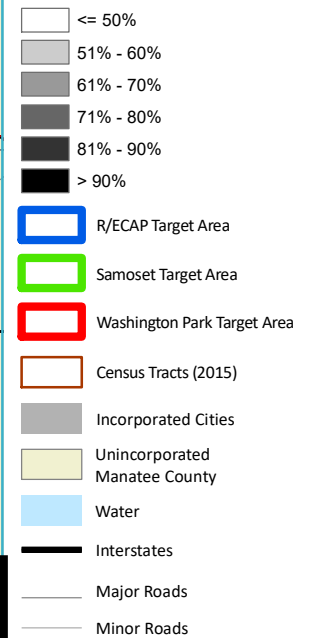 <= 50%
51% - 60%
61% - 70%
71% - 80%
81% - 90%
> 90%
R/ECAP Target Area
Samoset Target Area
Washington Park Target Area
Census Tracts (2015)
Incorporated Cities
Unincorporated
Manatee County
Water
Interstates
Major Roads
Minor Roads